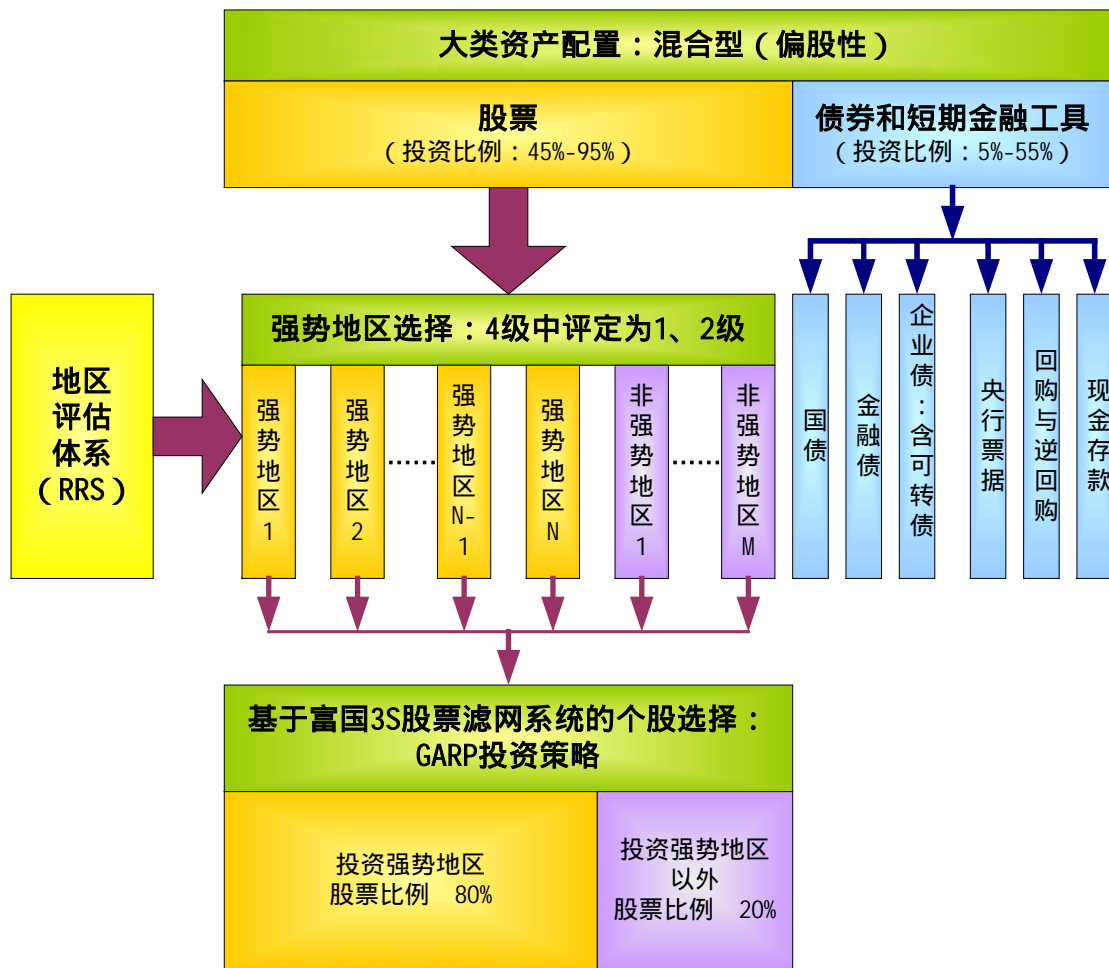 大类资产配置：混合型（偏股性）
股票
（投资比例：45%-95%）
债券和短期金融工具
（投资比例：5%-55%）
地区
评估
体系
（RRS）
强势地区选择：4级中评定为1、2级
强势地区1
强势地区2
强势地区N-1
强势地区N
非强势地区1
非强势地区M
国债
金融债
企业债：含可转债
央行票据
回购与逆回购
现金存款
基于富国3S股票滤网系统的个股选择：
GARP投资策略
投资强势地区
股票比例 80%
投资强势地区
以外
股票比例 20%